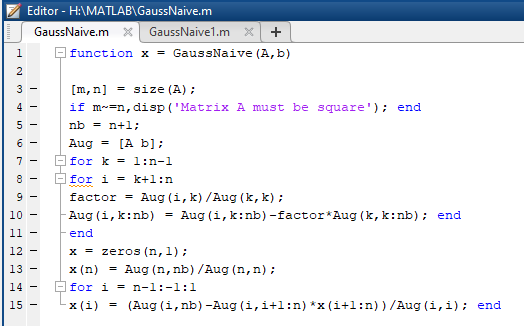 Editor - H:\MATLAB\GaussNaive.m
GaussNaive.m × GaussNaive1.m × +
1 function x = GaussNaive(A,b)
2
3 - [m,n] = size(A);
4 - if m~=n,disp('Matrix A must be square'); end
5 - nb = n+1;
6 - Aug = [A b];
7 - for k = 1:n-1
8 - for i = k+1:n
9 - factor = Aug(i,k)/Aug(k,k);
10 - Aug(i,k:nb) = Aug(i,k:nb)-factor*Aug(k,k:nb); end
11 - end
12 - x = zeros(n,1);
13 - x(n) = Aug(n,nb)/Aug(n,n);
14 - for i = n-1:-1:1
15 - x(i) = (Aug(i,nb)-Aug(i,i+1:n)*x(i+1:n))/Aug(i,i); end